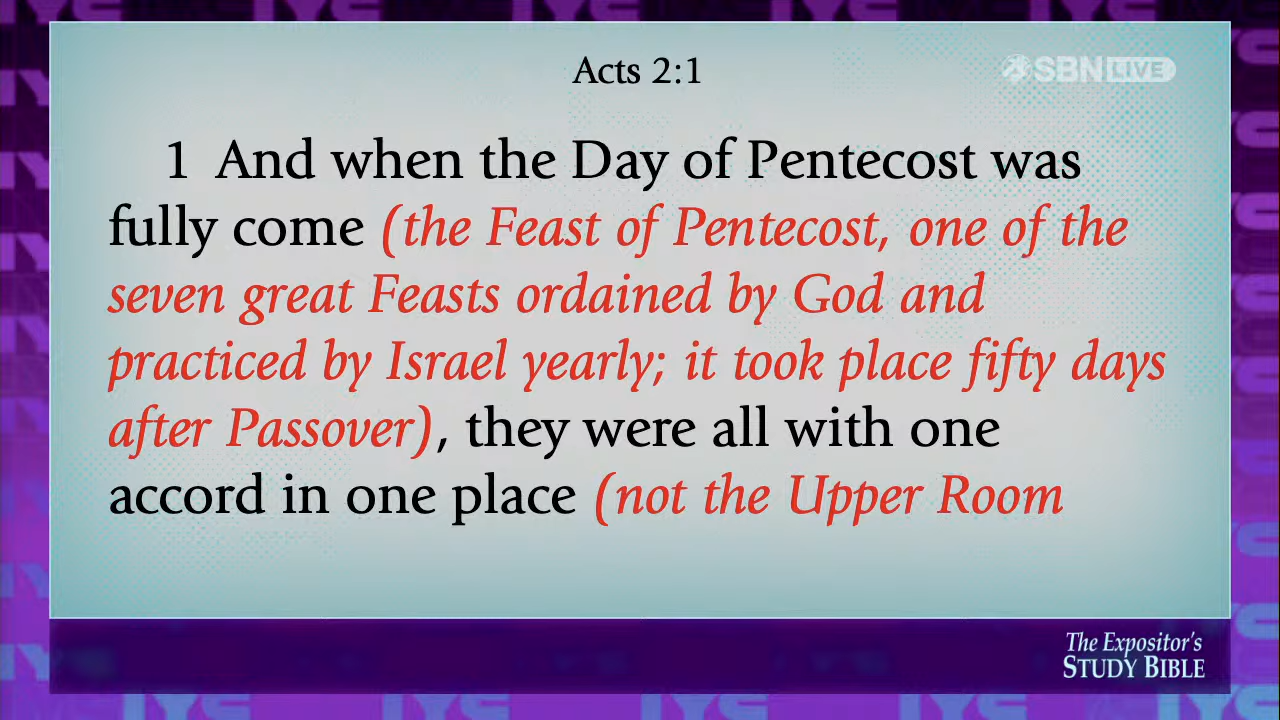 Acts 2:1
SBN LIVE
1 And when the Day of Pentecost was
fully come (the Feast of Pentecost, one of the
seven great Feasts ordained by God and
practiced by Israel yearly; it took place fifty days
after Passover), they were all with one
accord in one place (not the Upper Room
The Expositor's
STUDY BIBLE